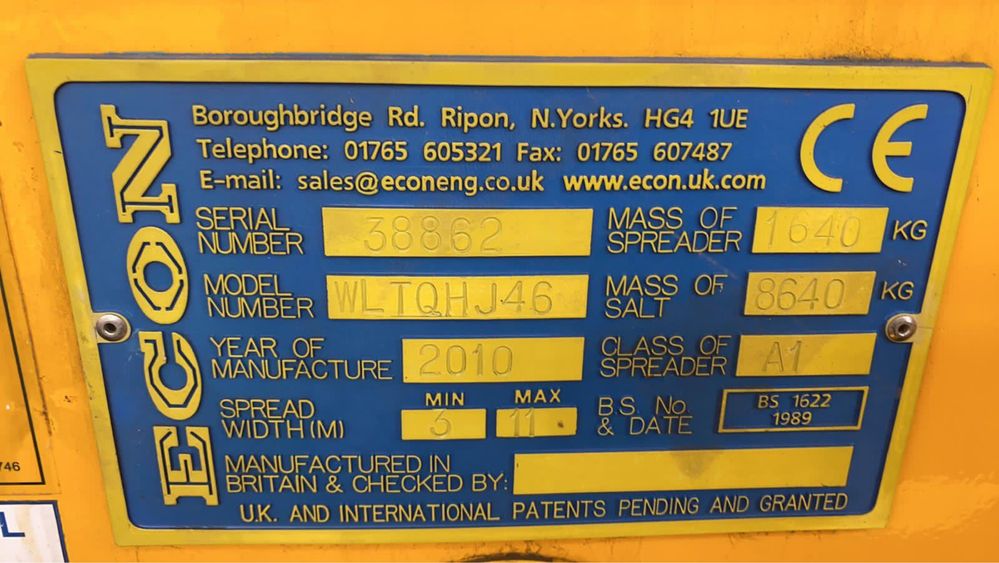 ECON
Boroughbridge Rd. Ripon, N.Yorks. HG4 1UE
Telephone: 01765 605321 Fax: 01765 607487
E-mail: sales@econeng.co.uk www.econ.uk.com
CE
SERIAL NUMBER 38862 MASS OF SPREADER 1640 KG
MODEL NUMBER WLTQHJ46 MASS OF SALT 8640 KG
YEAR OF MANUFACTURE 2010 CLASS OF SPREADER A1
SPREAD WIDTH (M) MIN 3 MAX 11 B.S. No. & DATE BS 1622 1989
MANUFACTURED IN BRITAIN & CHECKED BY:
U.K. AND INTERNATIONAL PATENTS PENDING AND GRANTED
746
L